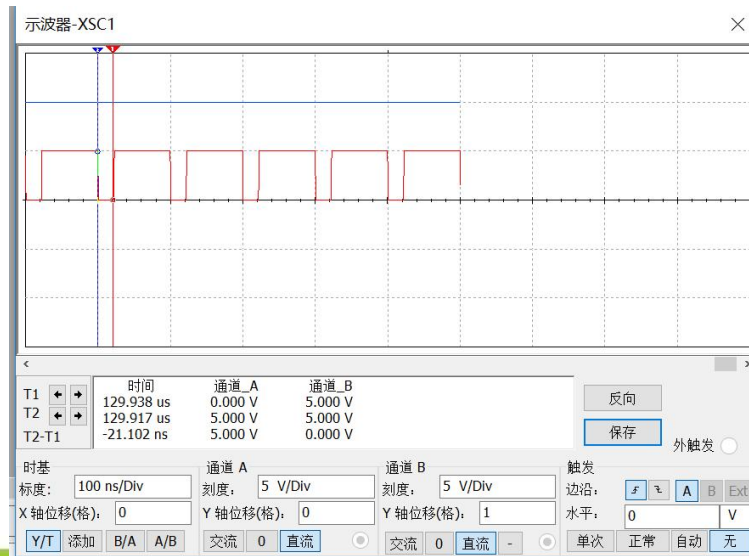 示波器-XSC1
时间 通道_A 通道_B
T1 129.938 us 0.000 V 5.000 V
T2 129.917 us 5.000 V 5.000 V
T2-T1 -21.102 ns 5.000 V 0.000 V
反向
保存
外触发
时基 通道 A 通道 B 触发
标度: 100 ns/Div 刻度: 5 V/Div 刻度: 5 V/Div 边沿: A B Ext
X 轴位移(格): 0 Y 轴位移(格): 0 Y 轴位移(格): 1 水平: 0 V
Y/T 添加 B/A A/B 交流 0 直流 交流 0 直流 - 单次 正常 自动 无